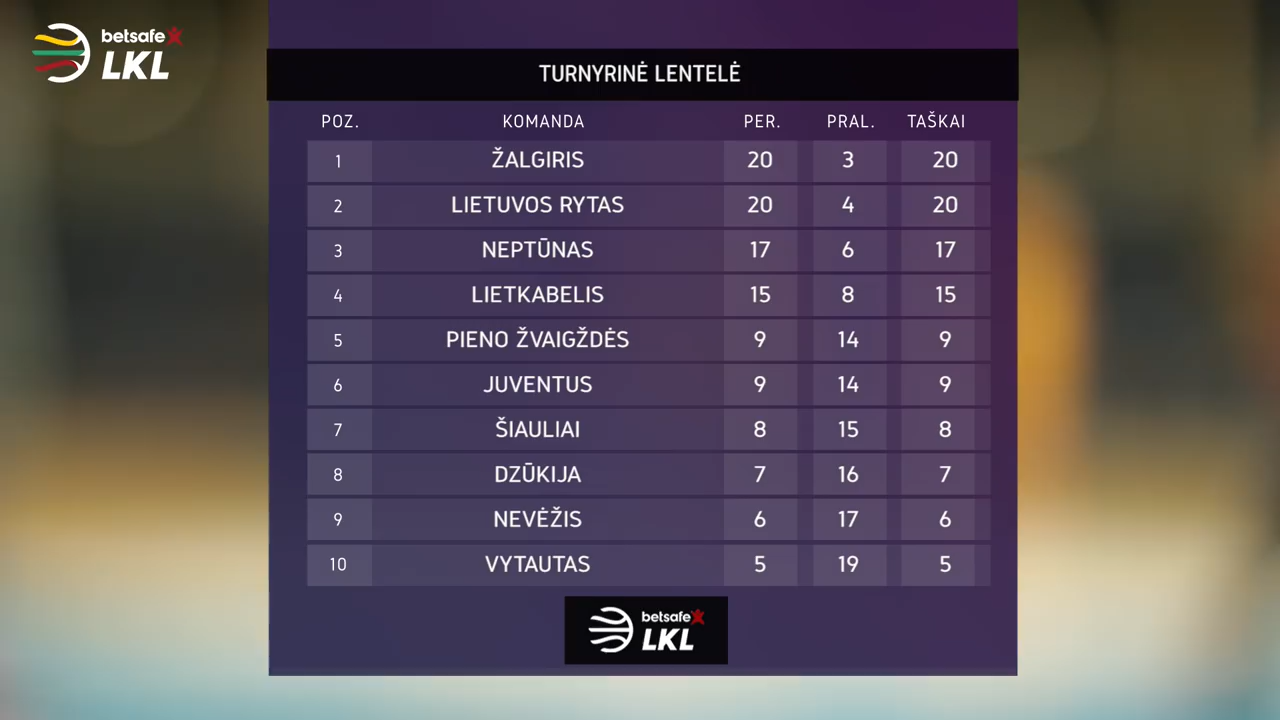 betsafe
LKL
TURNYRINĖ LENTELĖ
POZ. KOMANDA PER. PRAL. TAŠKAI
1 ŽALGIRIS 20 3 20
2 LIETUVOS RYTAS 20 4 20
3 NEPTŪNAS 17 6 17
4 LIETKABELIS 15 8 15
5 PIENO ŽVAIGŽDĖS 9 14 9
6 JUVENTUS 9 14 9
7 ŠIAULIAI 8 15 8
8 DZŪKIJA 7 16 7
9 NEVĖŽIS 6 17 6
10 VYTAUTAS 5 19 5
betsafe
LKL